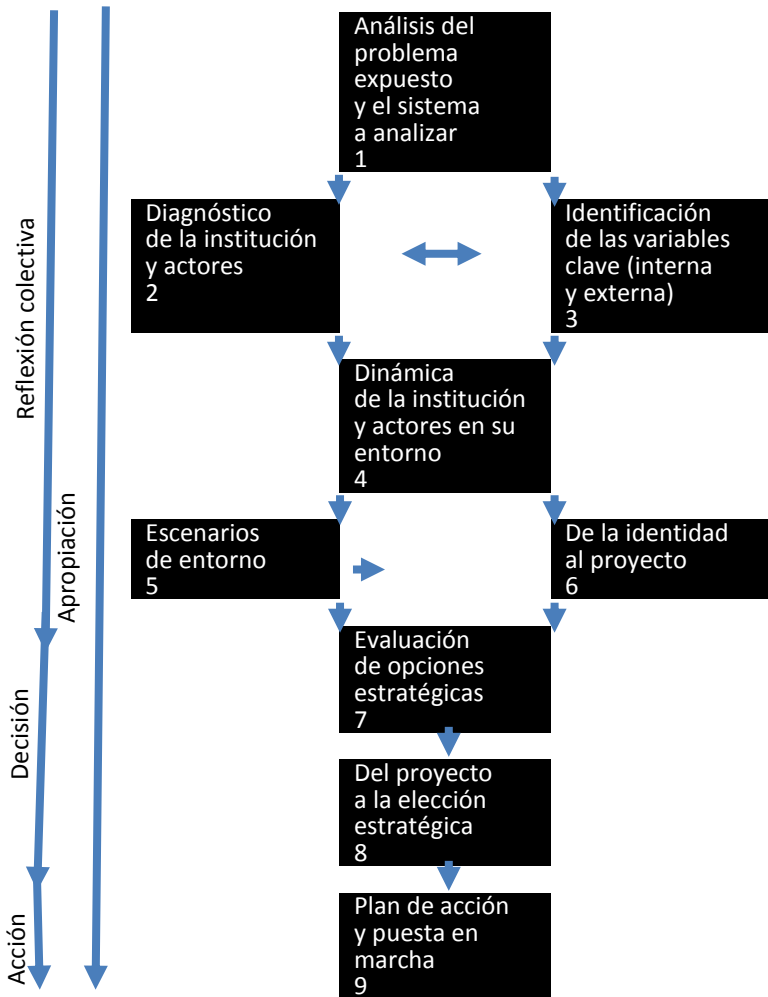 Análisis del
problema
expuesto
y el sistema
a analizar
1
Diagnóstico
de la institución
y actores
2
Identificación
de las variables
clave (interna
y externa)
3
Dinámica
de la institución
y actores en su
entorno
4
Escenarios
de entorno
5
De la identidad
al proyecto
6
Evaluación
de opciones
estratégicas
7
Del proyecto
a la elección
estratégica
8
Plan de acción
y puesta en
marcha
9
Reflexión colectiva
Apropiación
Decisión
Acción